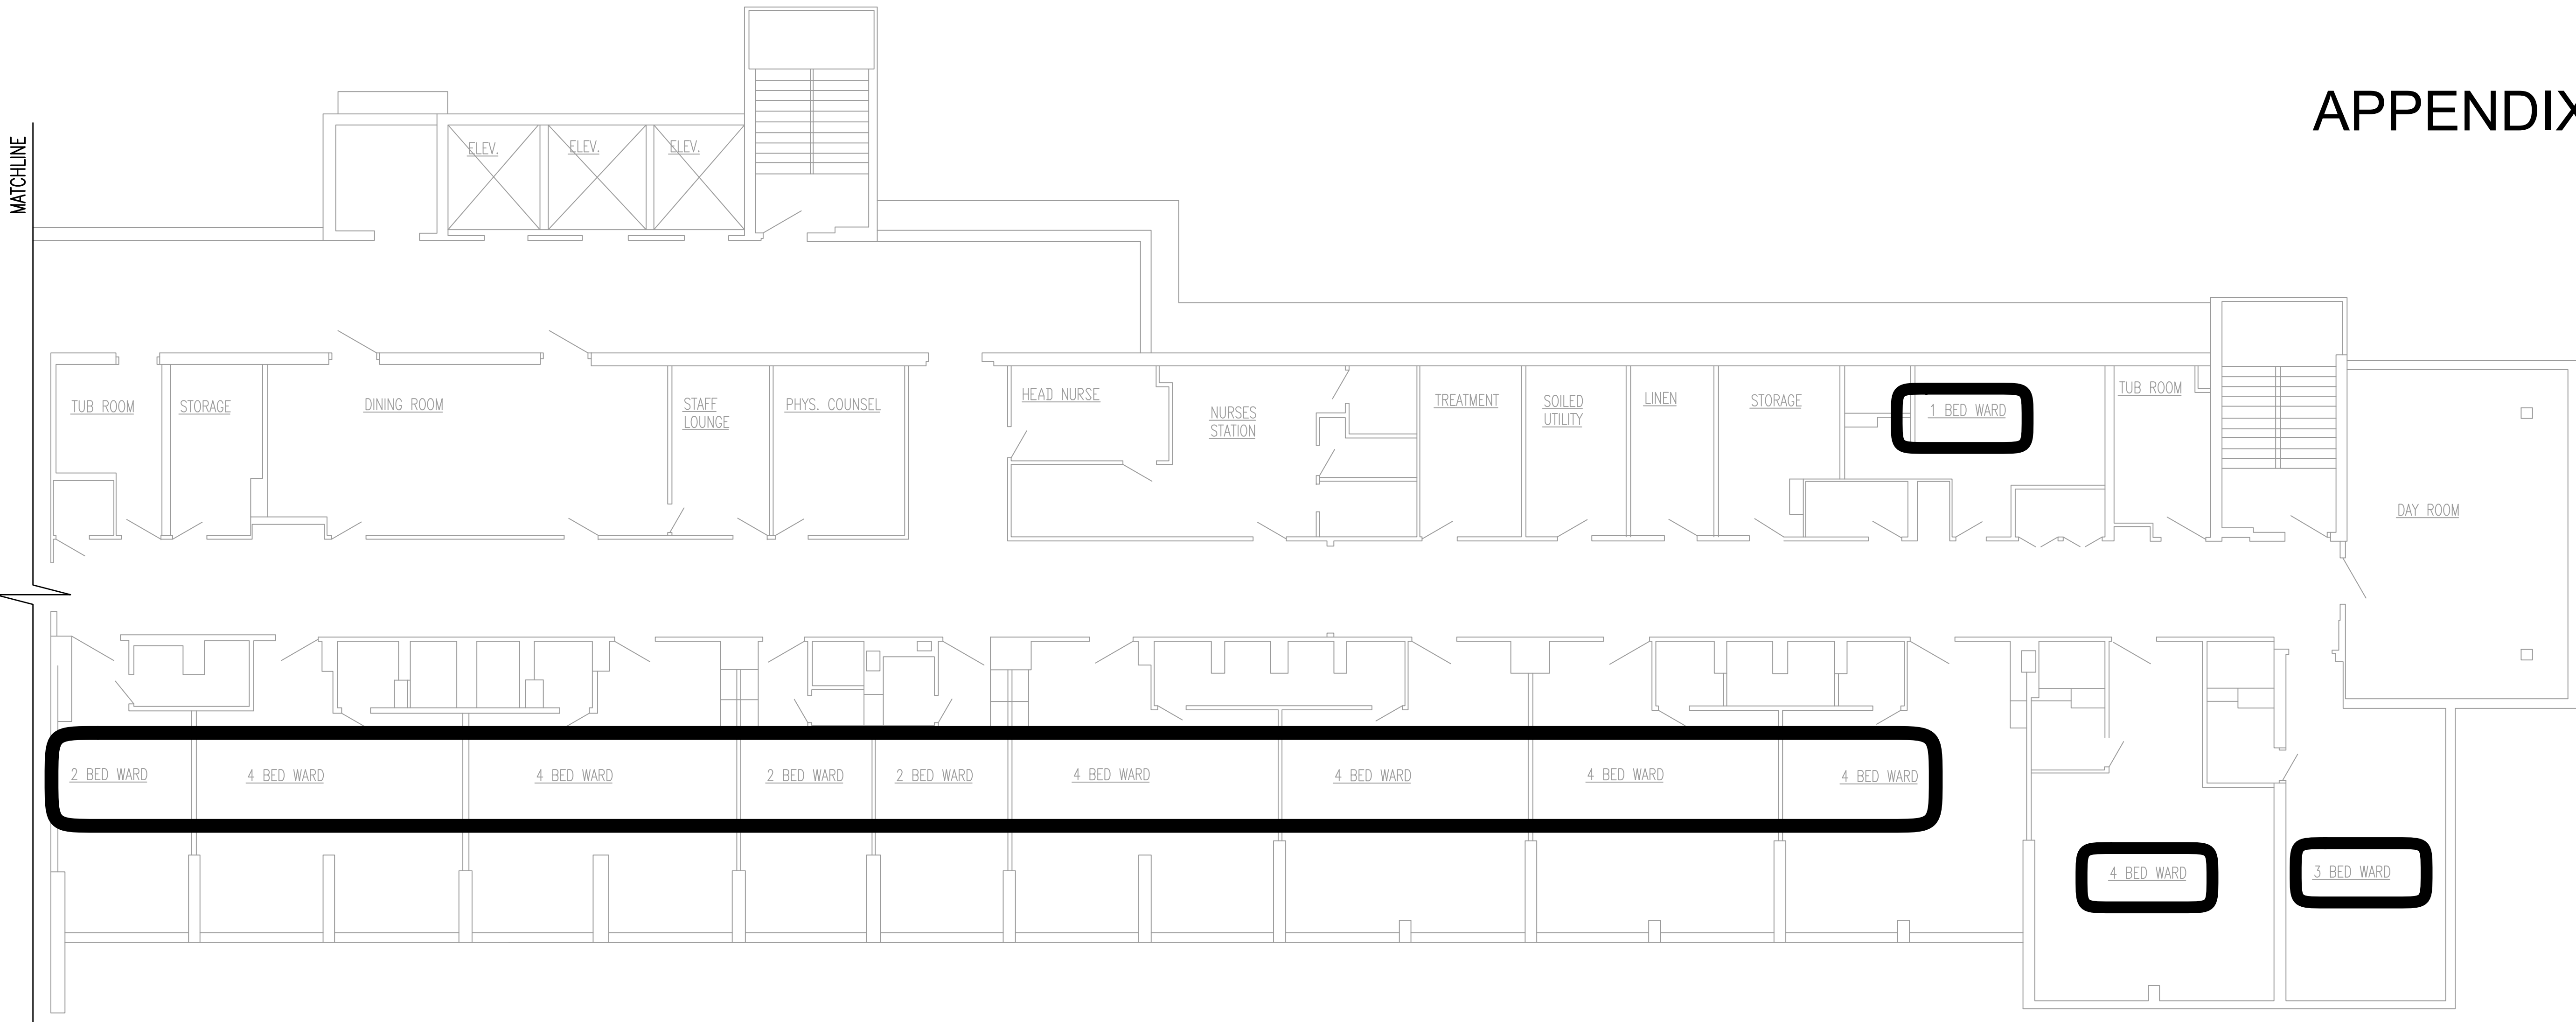 APPENDIX
MATCHLINE
ELEV.
ELEV.
ELEV.
TUB ROOM
STORAGE
DINING ROOM
STAFF
LOUNGE
PHYS. COUNSEL
HEAD NURSE
NURSES
STATION
TREATMENT
SOILED
UTILITY
LINEN
STORAGE
1 BED WARD
TUB ROOM
DAY ROOM
2 BED WARD
4 BED WARD
4 BED WARD
2 BED WARD
2 BED WARD
4 BED WARD
4 BED WARD
4 BED WARD
4 BED WARD
4 BED WARD
3 BED WARD